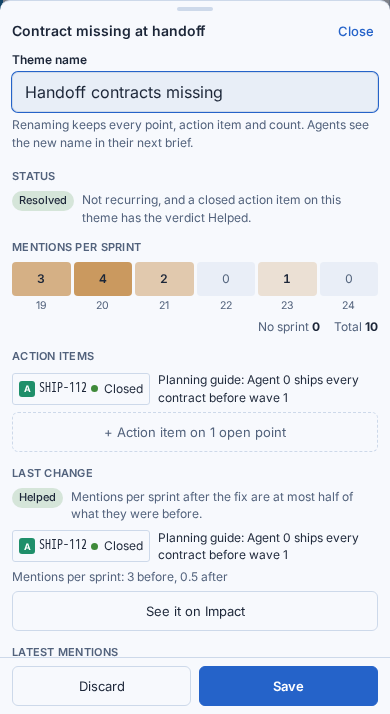 Contract missing at handoff
Close
Theme name
Handoff contracts missing
Renaming keeps every point, action item and count. Agents see
the new name in their next brief.
STATUS
Resolved
Not recurring, and a closed action item on this
theme has the verdict Helped.
MENTIONS PER SPRINT
3 4 2 0 1 0
19 20 21 22 23 24
No sprint 0 Total 10
ACTION ITEMS
A SHIP-112 Closed
Planning guide: Agent 0 ships every
contract before wave 1
+ Action item on 1 open point
LAST CHANGE
Helped
Mentions per sprint after the fix are at most half of
what they were before.
A SHIP-112 Closed
Planning guide: Agent 0 ships every
contract before wave 1
Mentions per sprint: 3 before, 0.5 after
See it on Impact
LATEST MENTIONS
Discard
Save